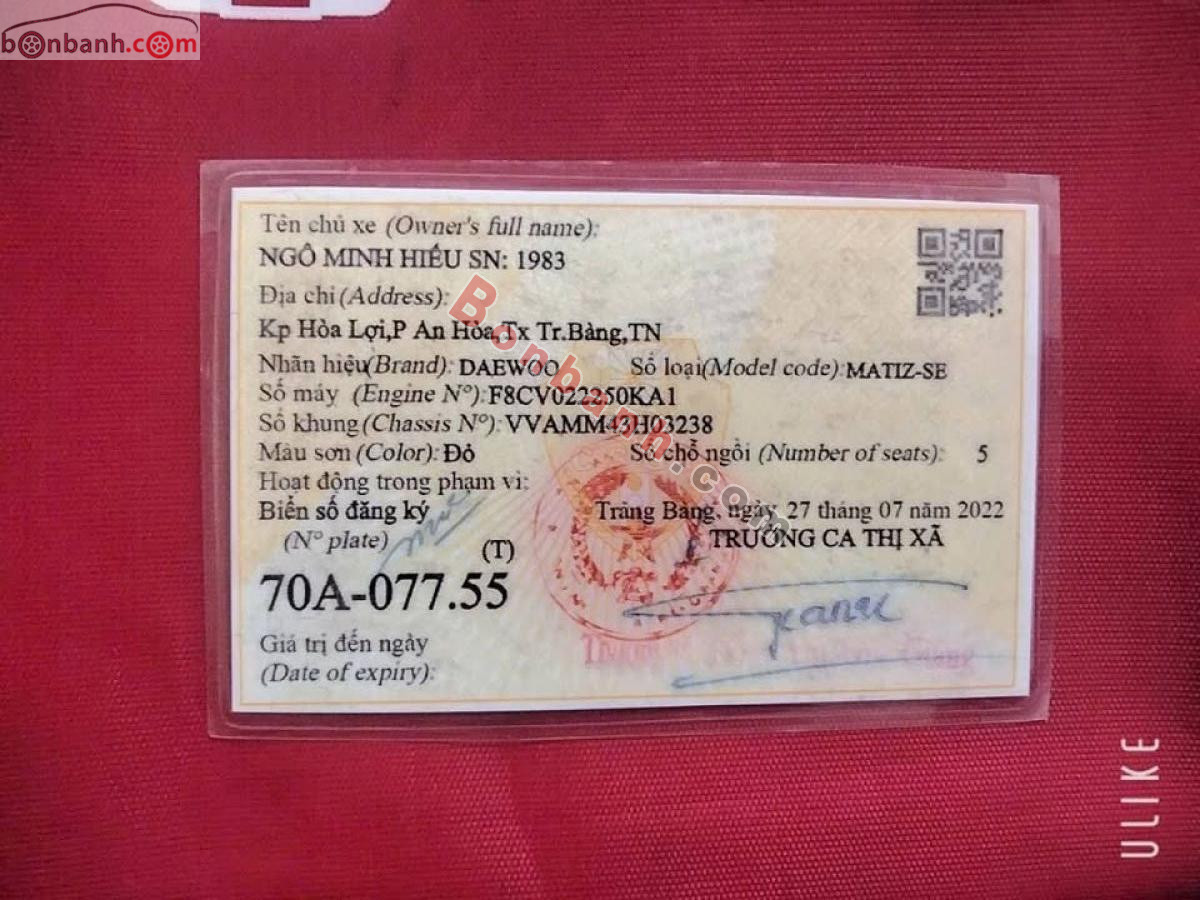 bonbanh.com
Tên chủ xe (Owner's full name):
NGÔ MINH HIẾU SN: 1983
Địa chỉ (Address):
Kp Hòa Lợi,P An Hòa,Tx Tr.Bàng,TN
Nhãn hiệu(Brand): DAEWOO Số loại(Model code): MATIZ-SE
Số máy (Engine N°): F8CV022250KA1
Số khung (Chassis N°): VVAMM43H03238
Màu sơn (Color): Đỏ Số chỗ ngồi (Number of seats): 5
Hoạt động trong phạm vi:
Biển số đăng ký Trảng Bàng, ngày 27 tháng 07 năm 2022
(N° plate) (T) TRƯỞNG CA THỊ XÃ
70A-077.55
Giá trị đến ngày
(Date of expiry):
Bonbanh.com
ULIKE